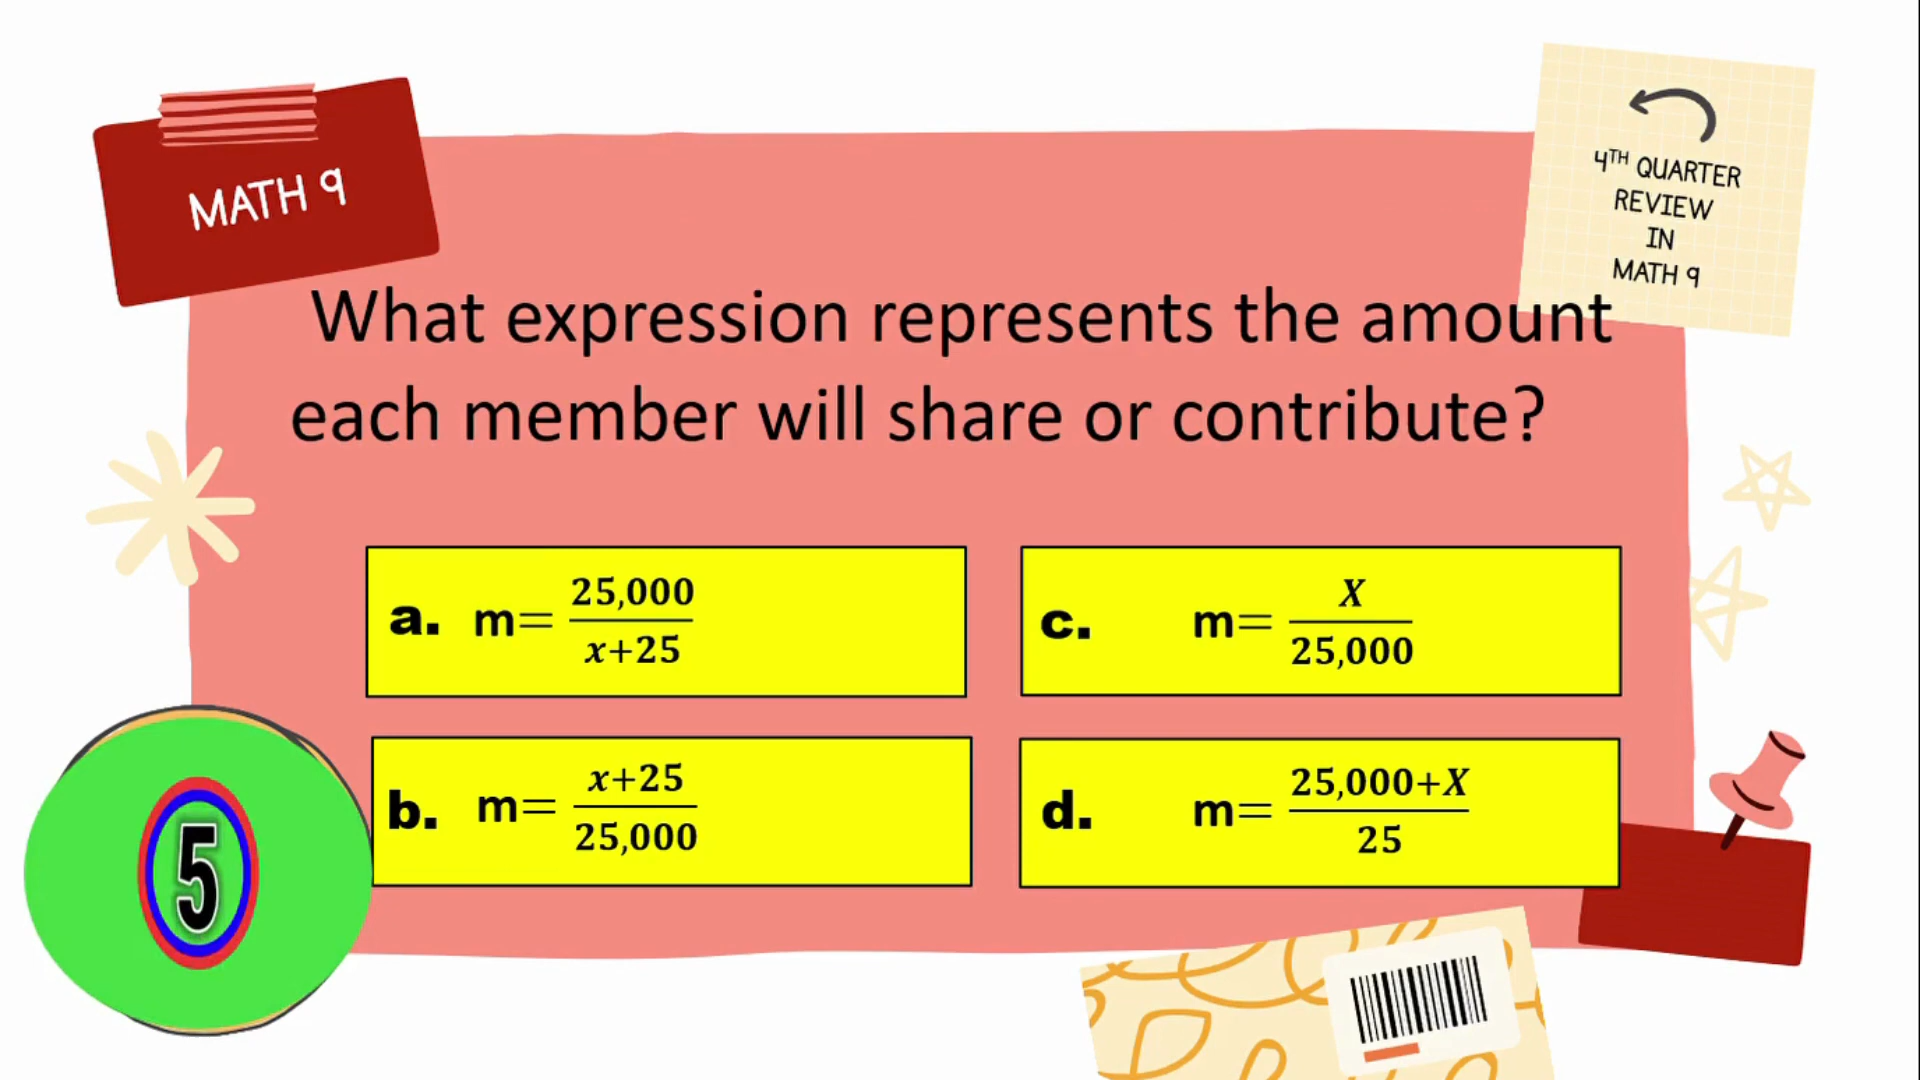 MATH 9
4TH QUARTER
REVIEW
IN
MATH 9
What expression represents the amount
each member will share or contribute?
a. m= 25,000 / x+25
c. m= X / 25,000
b. m= x+25 / 25,000
d. m= 25,000+X / 25
5